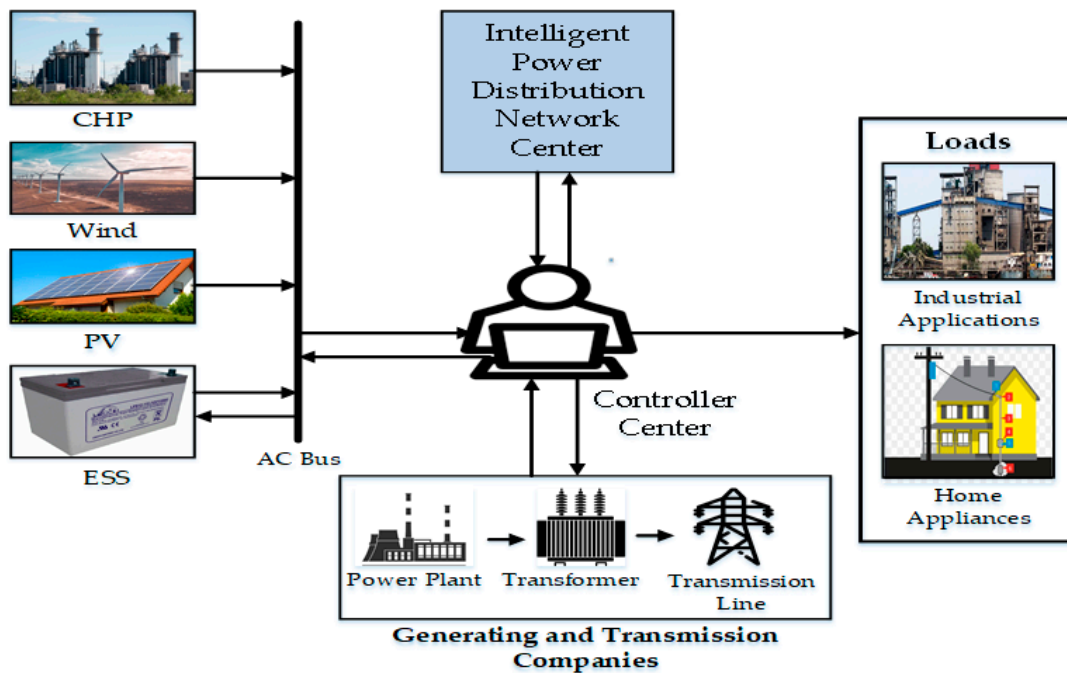 CHP
Wind
PV
ESS
AC Bus
Intelligent
Power
Distribution
Network
Center
Controller
Center
Power Plant
Transformer
Transmission
Line
Generating and Transmission
Companies
Loads
Industrial
Applications
Home
Appliances